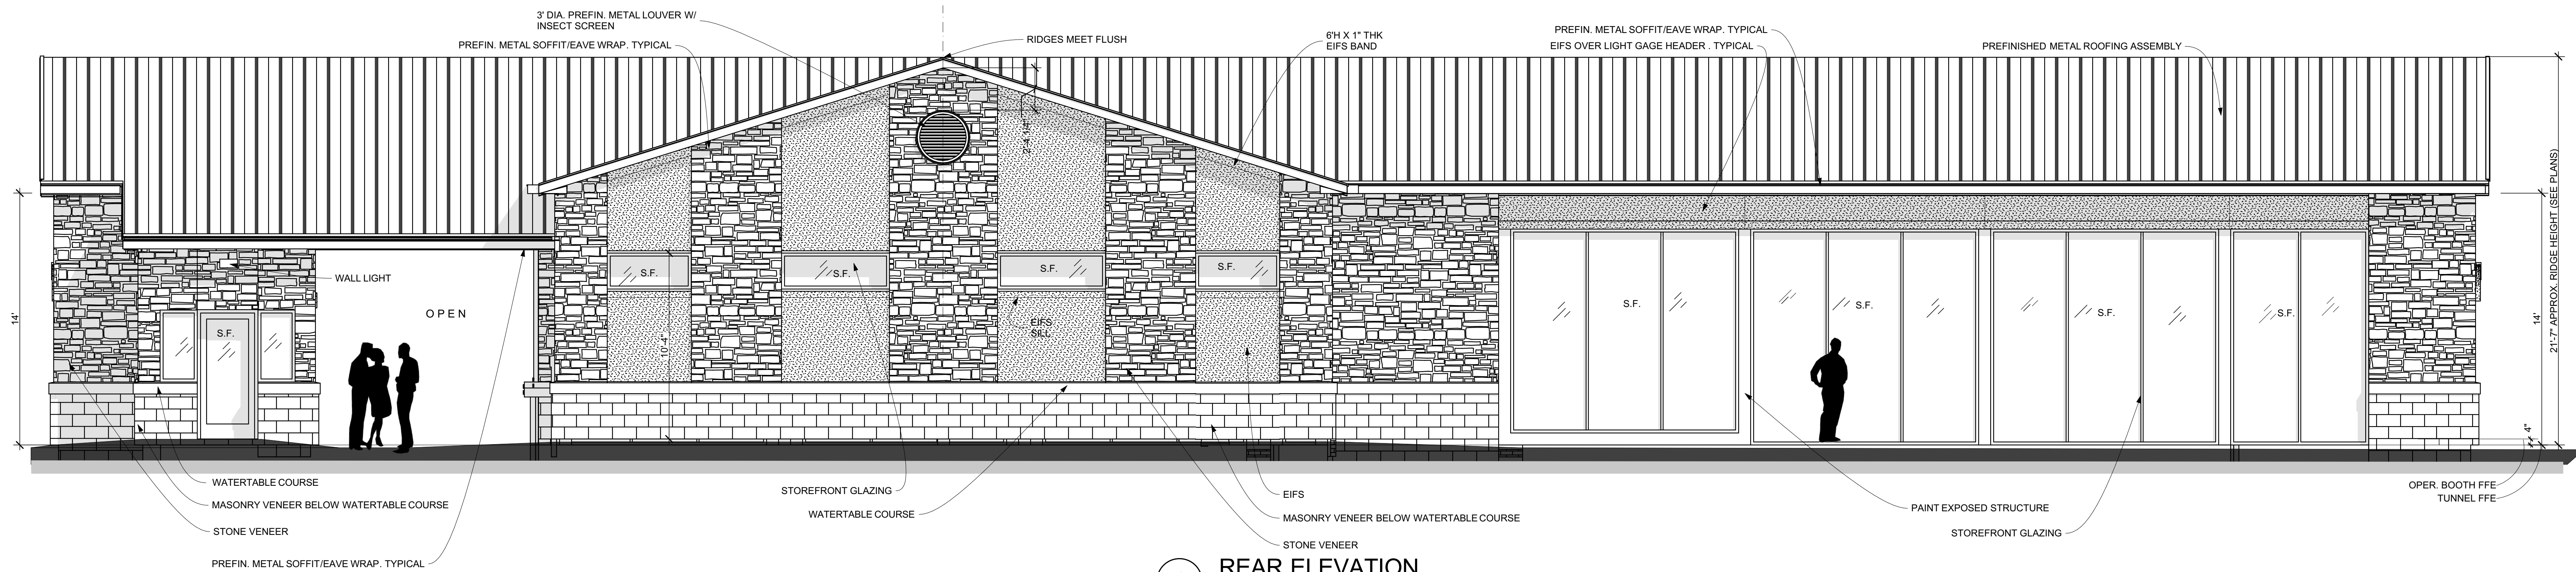 3' DIA. PREFIN. METAL LOUVER W/
INSECT SCREEN
PREFIN. METAL SOFFIT/EAVE WRAP. TYPICAL
RIDGES MEET FLUSH
6'H X 1" THK
EIFS BAND
PREFIN. METAL SOFFIT/EAVE WRAP. TYPICAL
EIFS OVER LIGHT GAGE HEADER . TYPICAL
PREFINISHED METAL ROOFING ASSEMBLY
2'-4 1/4"
14'
WALL LIGHT
OPEN
S.F.
10'-4"
S.F.
S.F.
S.F.
S.F.
EIFS
SILL
S.F.
S.F.
S.F.
S.F.
14'
21'-7" APPROX. RIDGE HEIGHT (SEE PLANS)
4"
WATERTABLE COURSE
MASONRY VENEER BELOW WATERTABLE COURSE
STONE VENEER
PREFIN. METAL SOFFIT/EAVE WRAP. TYPICAL
STOREFRONT GLAZING
WATERTABLE COURSE
EIFS
MASONRY VENEER BELOW WATERTABLE COURSE
STONE VENEER
PAINT EXPOSED STRUCTURE
STOREFRONT GLAZING
OPER. BOOTH FFE
TUNNEL FFE
REAR ELEVATION